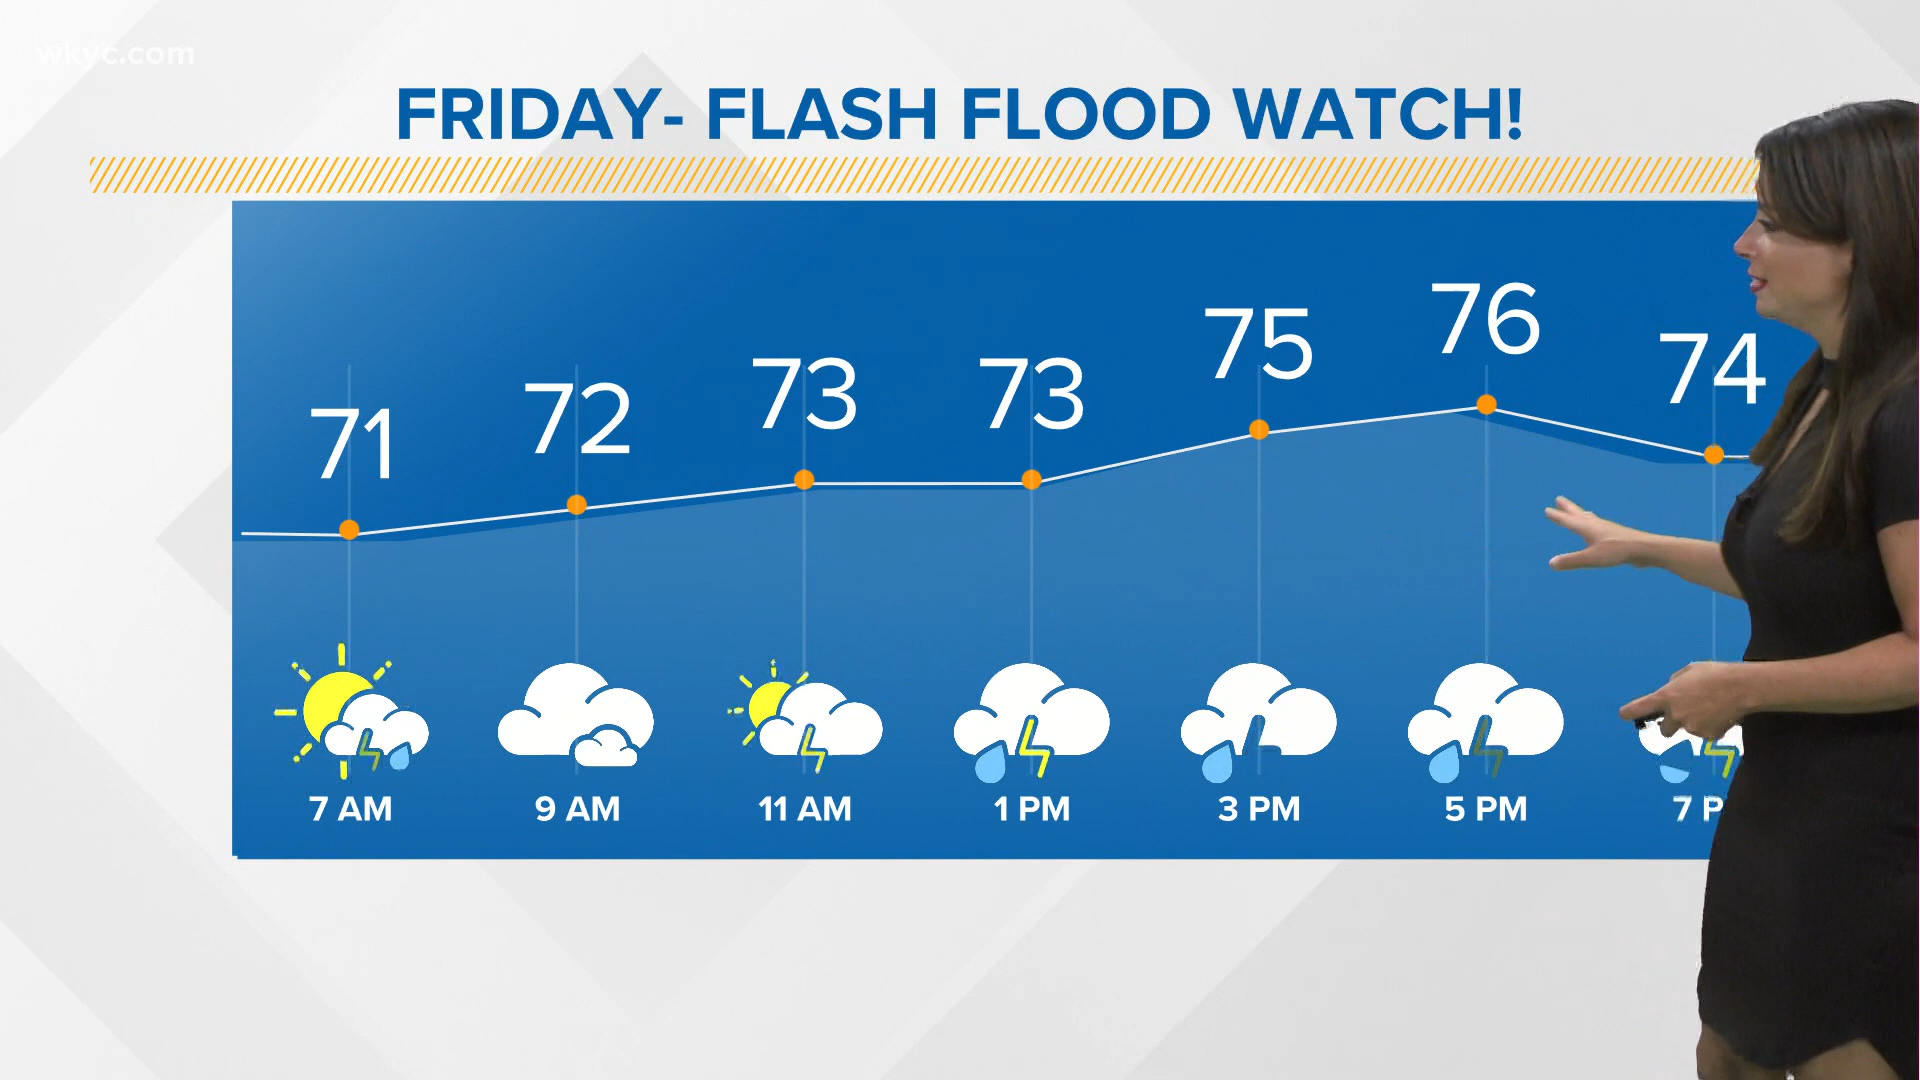 wkyc.com
FRIDAY- FLASH FLOOD WATCH!
71 72 73 73 75 76 74
7 AM 9 AM 11 AM 1 PM 3 PM 5 PM 7 P